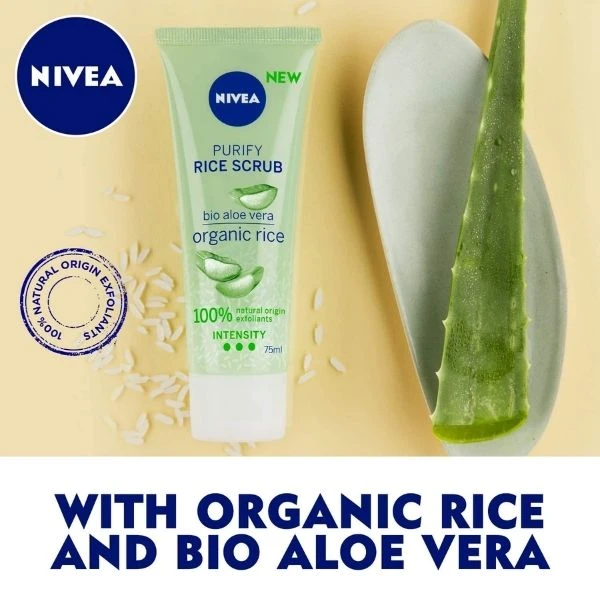 NIVEA
NEW
NIVEA
PURIFY
RICE SCRUB
bio aloe vera
organic rice
100% natural origin
exfoliants
INTENSITY
75ml
100% NATURAL ORIGIN EXFOLIANTS
WITH ORGANIC RICE
AND BIO ALOE VERA